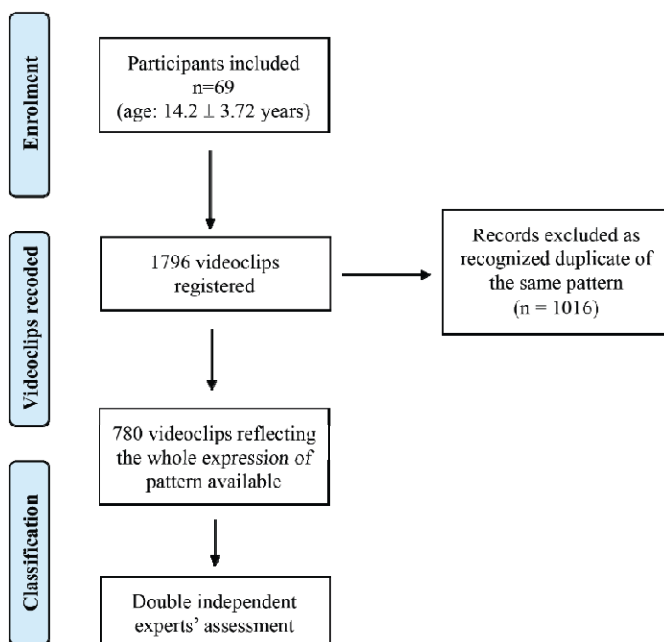 Enrolment
Participants included
n=69
(age: 14.2 ⊥ 3.72 years)
Videoclips recoded
1796 videoclips
registered
Records excluded as
recognized duplicate of
the same pattern
(n = 1016)
780 videoclips reflecting
the whole expression of
pattern available
Classification
Double independent
experts’ assessment